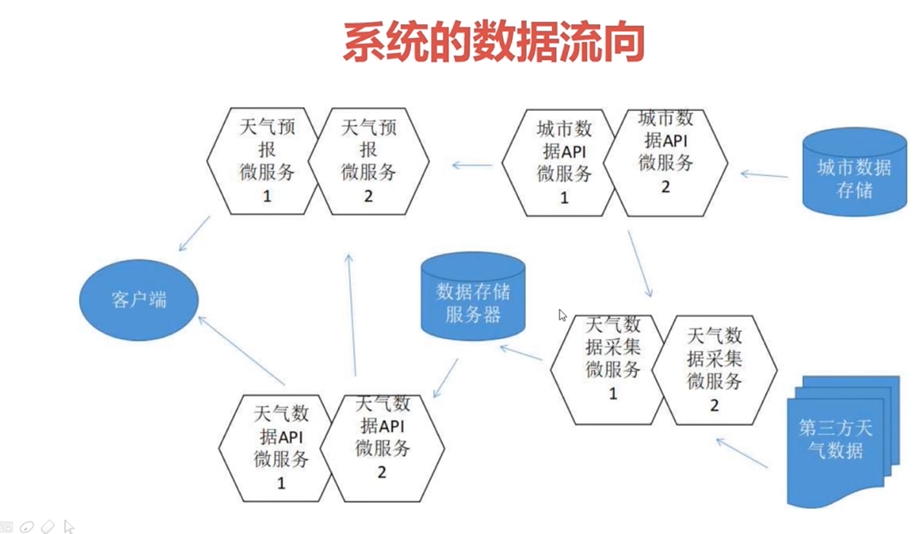 系统的数据流向
天气预
报
微服务
1
天气预
报
微服务
2
城市数
据API
微服务
1
城市数
据API
微服务
2
城市数据
存储
客户端
数据存储
服务器
天气数
据采集
微服务
1
天气数
据采集
微服务
2
天气数
据API
微服务
1
天气数
据API
微服务
2
第三方天
气数据